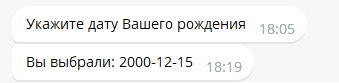 Укажите дату Вашего рождения 18:05
Вы выбрали: 2000-12-15 18:19